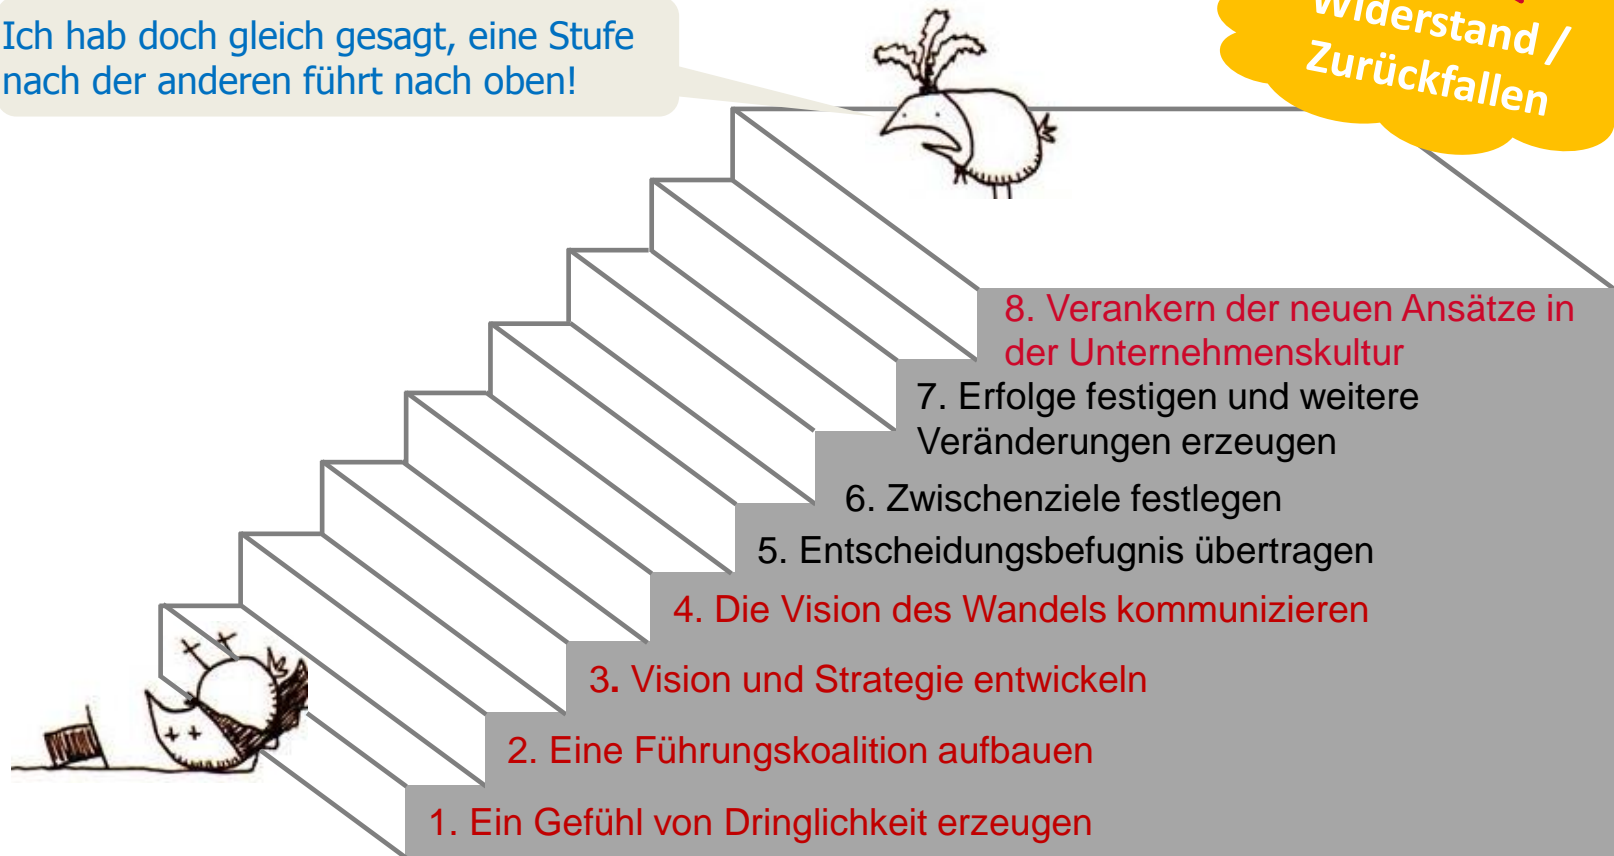 Ich hab doch gleich gesagt, eine Stufe
nach der anderen führt nach oben!
Widerstand /
Zurückfallen
8. Verankern der neuen Ansätze in
der Unternehmenskultur
7. Erfolge festigen und weitere
Veränderungen erzeugen
6. Zwischenziele festlegen
5. Entscheidungsbefugnis übertragen
4. Die Vision des Wandels kommunizieren
3. Vision und Strategie entwickeln
2. Eine Führungskoalition aufbauen
1. Ein Gefühl von Dringlichkeit erzeugen